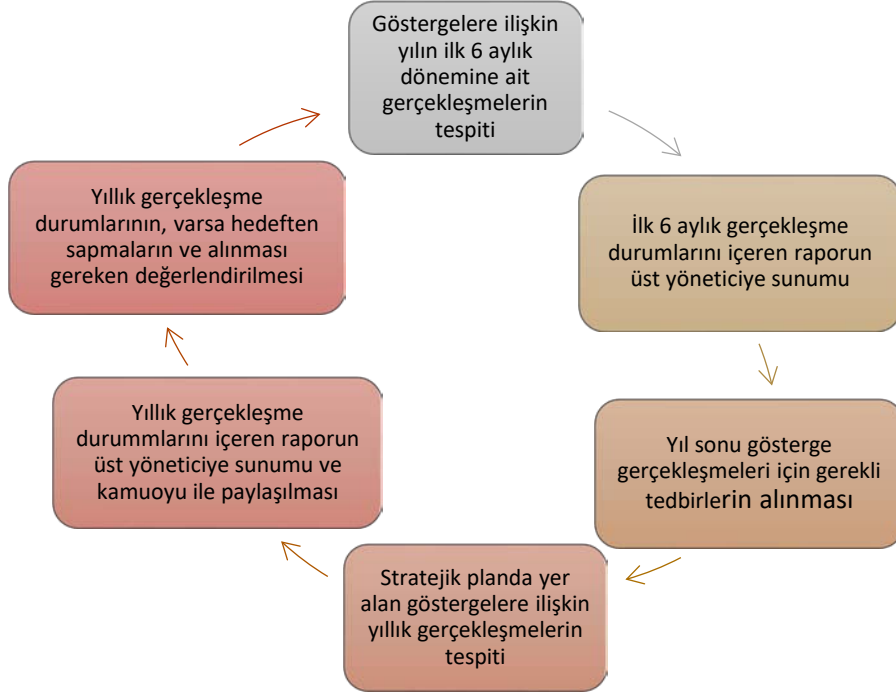 Göstergelere ilişkin
yılın ilk 6 aylık
dönemine ait
gerçekleşmelerin
tespiti
İlk 6 aylık gerçekleşme
durumlarını içeren raporun
üst yöneticiye sunumu
Yıl sonu gösterge
gerçekleşmeleri için gerekli
tedbirlerin alınması
Stratejik planda yer
alan göstergelere ilişkin
yıllık gerçekleşmelerin
tespiti
Yıllık gerçekleşme
durummlarını içeren raporun
üst yöneticiye sunumu ve
kamuoyu ile paylaşılması
Yıllık gerçekleşme
durumlarının, varsa hedeften
sapmaların ve alınması
gereken değerlendirilmesi